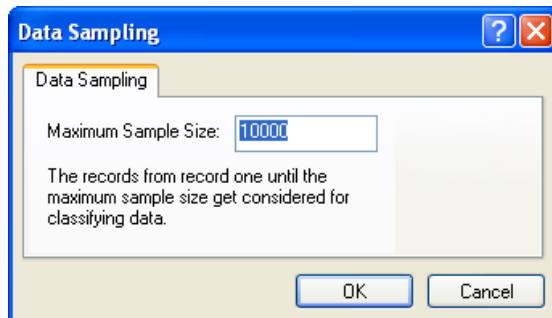 Data Sampling
Data Sampling
Maximum Sample Size: 10000
The records from record one until the
maximum sample size get considered for
classifying data.
OK Cancel